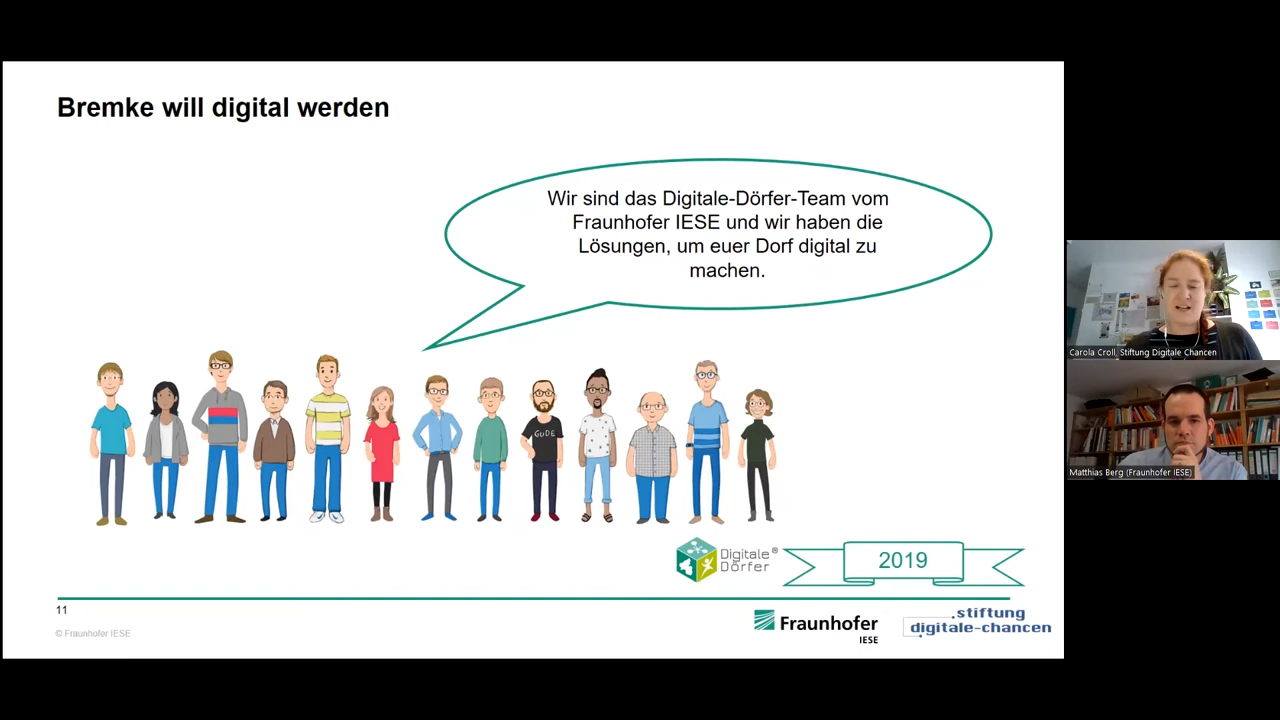 Bremke will digital werden
Wir sind das Digitale-Dörfer-Team vom
Fraunhofer IESE und wir haben die
Lösungen, um euer Dorf digital zu
machen.
GUDE
Digitale®
Dörfer
2019
11
© Fraunhofer IESE
Fraunhofer
IESE
stiftung
digitale-chancen
Carola Croll, Stiftung Digitale Chancen
Matthias Berg (Fraunhofer IESE)